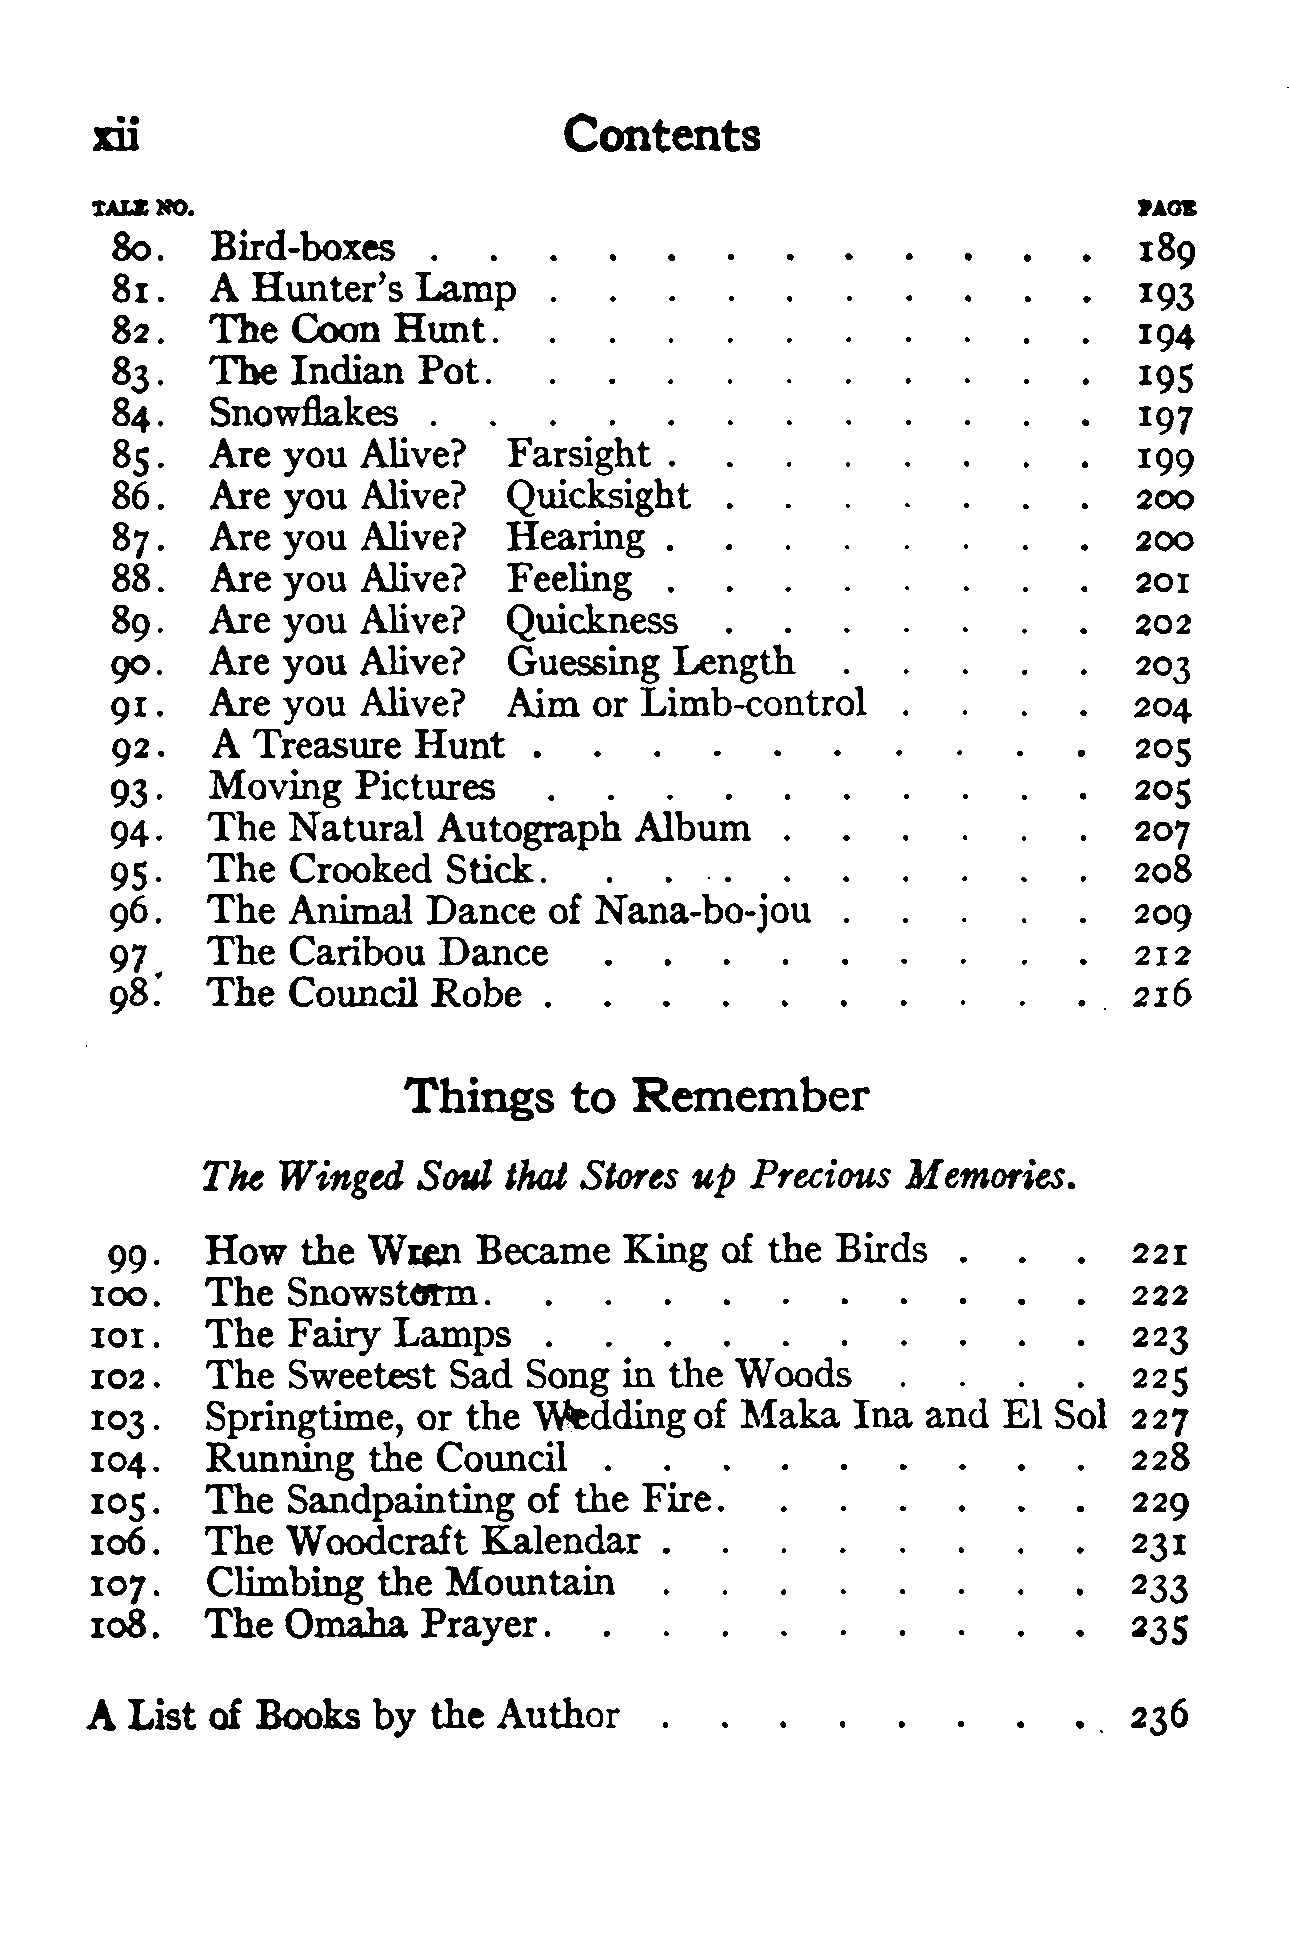 xii Contents
TALE NO. PAGE
80. Bird-boxes . . . . . . . . . . . . 189
81. A Hunter's Lamp . . . . . . . . . . 193
82. The Coon Hunt. . . . . . . . . . . 194
83. The Indian Pot. . . . . . . . . . . 195
84. Snowflakes . . . . . . . . . . . . 197
85. Are you Alive? Farsight . . . . . . . . 199
86. Are you Alive? Quicksight . . . . . . . 200
87. Are you Alive? Hearing . . . . . . . . 200
88. Are you Alive? Feeling . . . . . . . . 201
89. Are you Alive? Quickness . . . . . . . 202
90. Are you Alive? Guessing Length . . . . . 203
91. Are you Alive? Aim or Limb-control . . . . 204
92. A Treasure Hunt . . . . . . . . . . 205
93. Moving Pictures . . . . . . . . . . 205
94. The Natural Autograph Album . . . . . . 207
95. The Crooked Stick. . . . . . . . . . 208
96. The Animal Dance of Nana-bo-jou . . . . . 209
97. The Caribou Dance . . . . . . . . . 212
98. The Council Robe . . . . . . . . . . 216
Things to Remember
The Winged Soul that Stores up Precious Memories.
99. How the Wren Became King of the Birds . . . 221
100. The Snowstorm. . . . . . . . . . . 222
101. The Fairy Lamps . . . . . . . . . . 223
102. The Sweetest Sad Song in the Woods . . . . 225
103. Springtime, or the Wedding of Maka Ina and El Sol 227
104. Running the Council . . . . . . . . . 228
105. The Sandpainting of the Fire. . . . . . . 229
106. The Woodcraft Kalendar . . . . . . . . 231
107. Climbing the Mountain . . . . . . . . 233
108. The Omaha Prayer. . . . . . . . . . 235
A List of Books by the Author . . . . . . . . 236